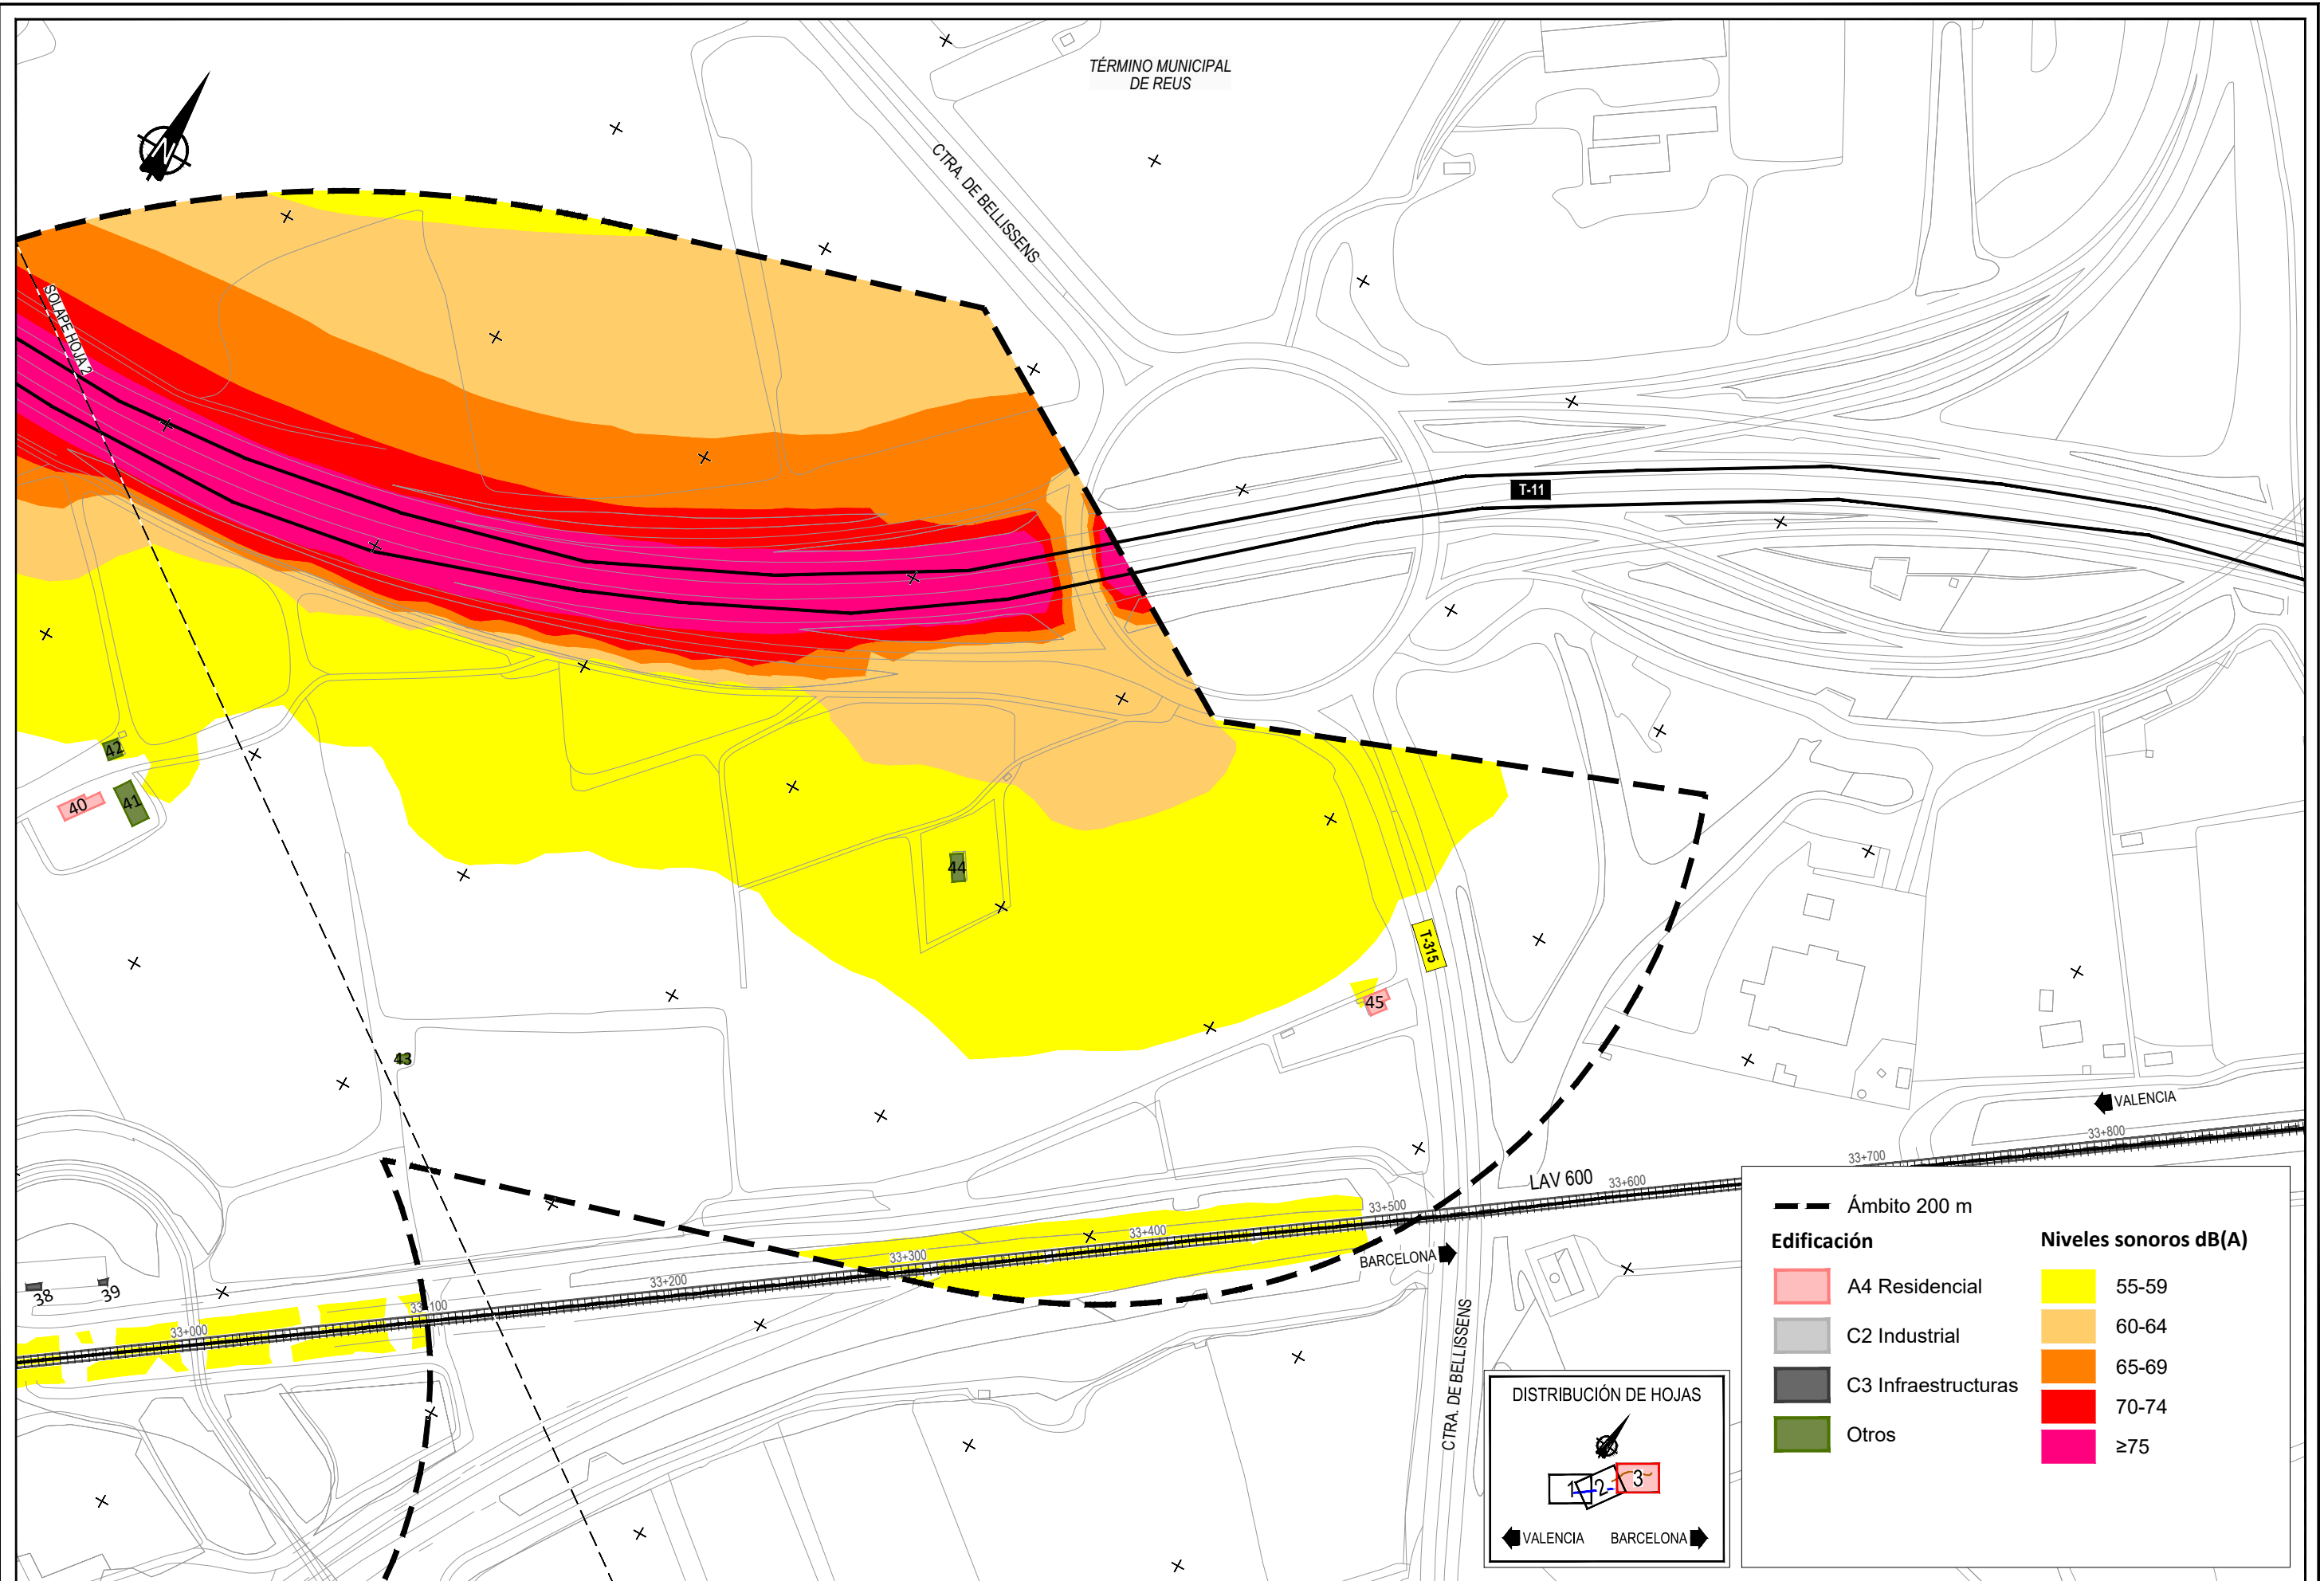 TÉRMINO MUNICIPAL
DE REUS
N
CTRA. DE BELLISSENS
SOLAPE HOJA 2
T-11
42
40
41
44
T-315
45
43
VALENCIA
33+800
33+700
LAV 600
33+600
33+500
33+400
BARCELONA
33+300
33+200
33+100
33+000
38
39
CTRA. DE BELLISSENS
Ámbito 200 m
Edificación
A4 Residencial
C2 Industrial
C3 Infraestructuras
Otros
Niveles sonoros dB(A)
55-59
60-64
65-69
70-74
≥75
DISTRIBUCIÓN DE HOJAS
1
2
3
VALENCIA BARCELONA